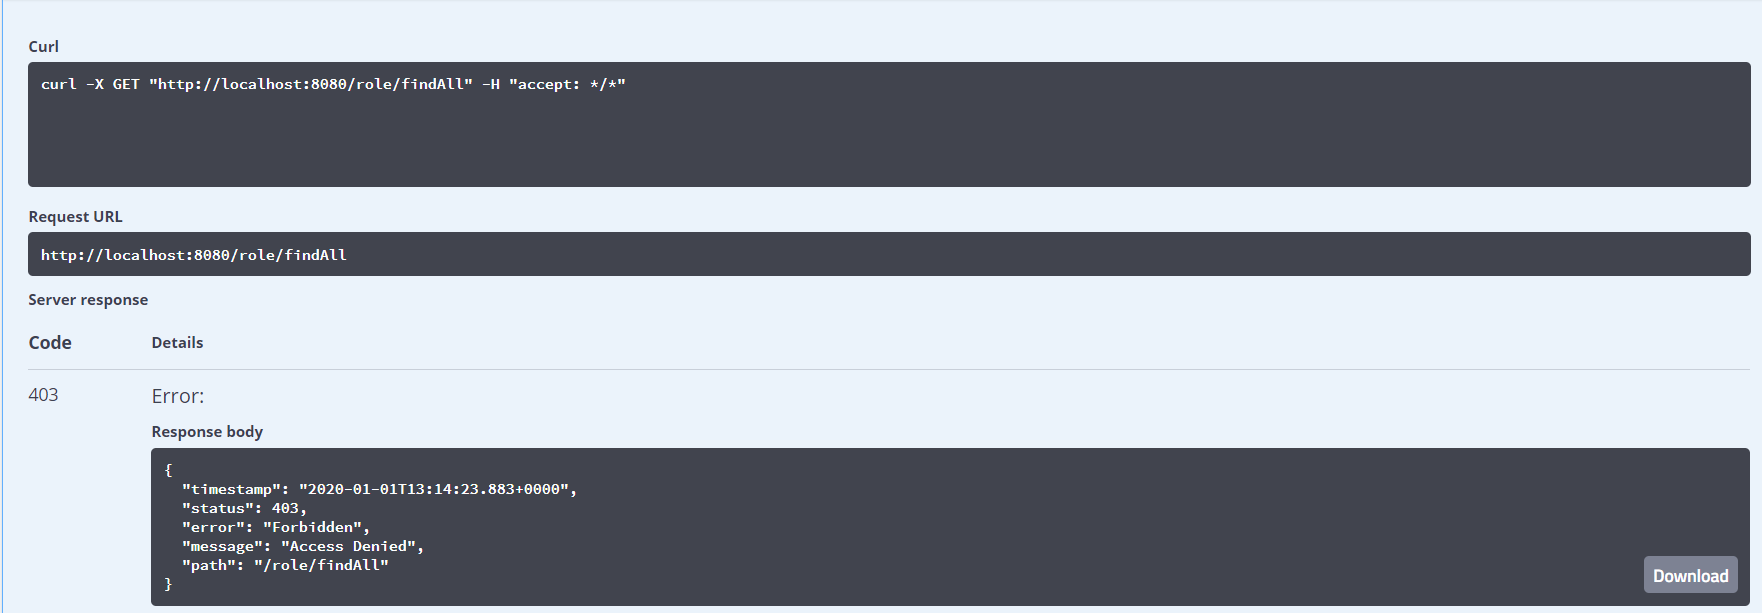 Curl
curl -X GET "http://localhost:8080/role/findAll" -H "accept: */*"
Request URL
http://localhost:8080/role/findAll
Server response
Code Details
403 Error:
Response body
{
  "timestamp": "2020-01-01T13:14:23.883+0000",
  "status": 403,
  "error": "Forbidden",
  "message": "Access Denied",
  "path": "/role/findAll"
}
Download